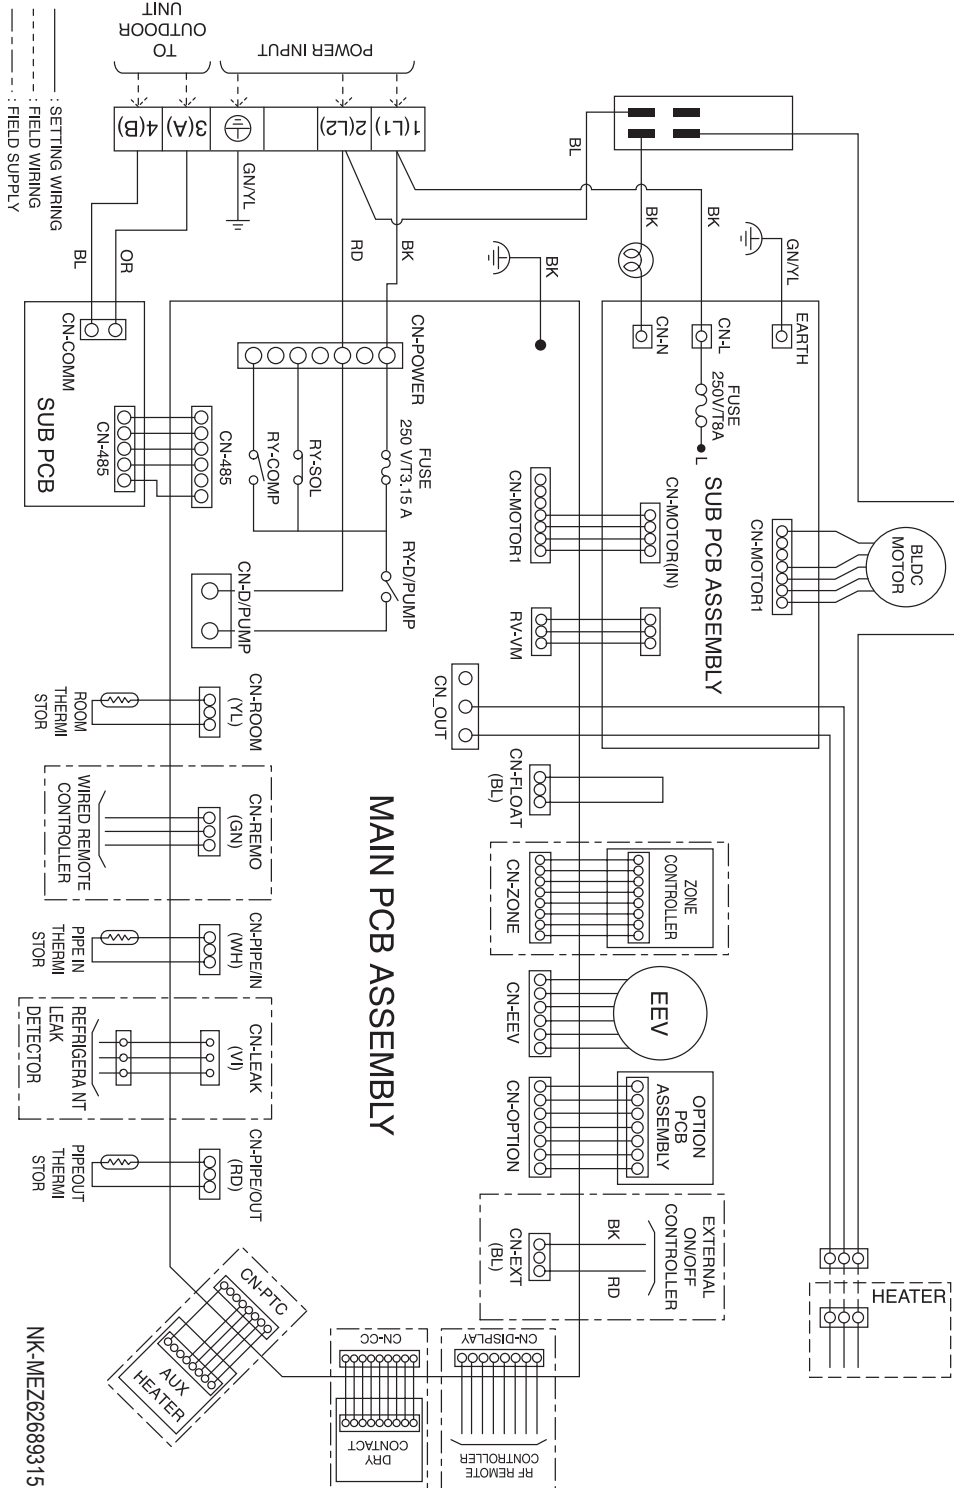 : SETTING WIRING
: FIELD WIRING
: FIELD SUPPLY
TO
OUTDOOR
UNIT
POWER INPUT
4(B)
3(A)
2(L2)
1(L1)
GN/YL
BL
OR
RD
BK
BL
BK
BK
BK
GN/YL
CN-COMM
SUB PCB
CN-485
CN-485
CN-POWER
FUSE
250 V/T3.15 A
RY-COMP
RY-SOL
RY-D/PUMP
CN-D/PUMP
EARTH
CN-L
CN-N
FUSE
250V/T8A
L
SUB PCB ASSEMBLY
CN-MOTOR1
CN-MOTOR(IN)
CN-MOTOR1
BLDC
MOTOR
RV-VM
CN_OUT
CN-FLOAT
(BL)
CN-ROOM
(YL)
ROOM
THERMI
STOR
CN-REMO
(GN)
WIRED REMOTE
CONTROLLER
CN-PIPE/IN
(WH)
PIPE IN
THERMI
STOR
CN-LEAK
(VI)
REFRIGERA NT
LEAK
DETECTOR
CN-PIPE/OUT
(RD)
PIPEOUT
THERMI
STOR
MAIN PCB ASSEMBLY
ZONE
CONTROLLER
CN-ZONE
EEV
CN-EEV
OPTION
PCB
ASSEMBLY
CN-OPTION
EXTERNAL
ON/OFF
CONTROLLER
BK
RD
CN-EXT
(BL)
HEATER
CN-PTC
AUX
HEATER
CN-CC
DRY
CONTACT
CN-DISPLAY
RF REMOTE
CONTROLLER
NK-MEZ62689315